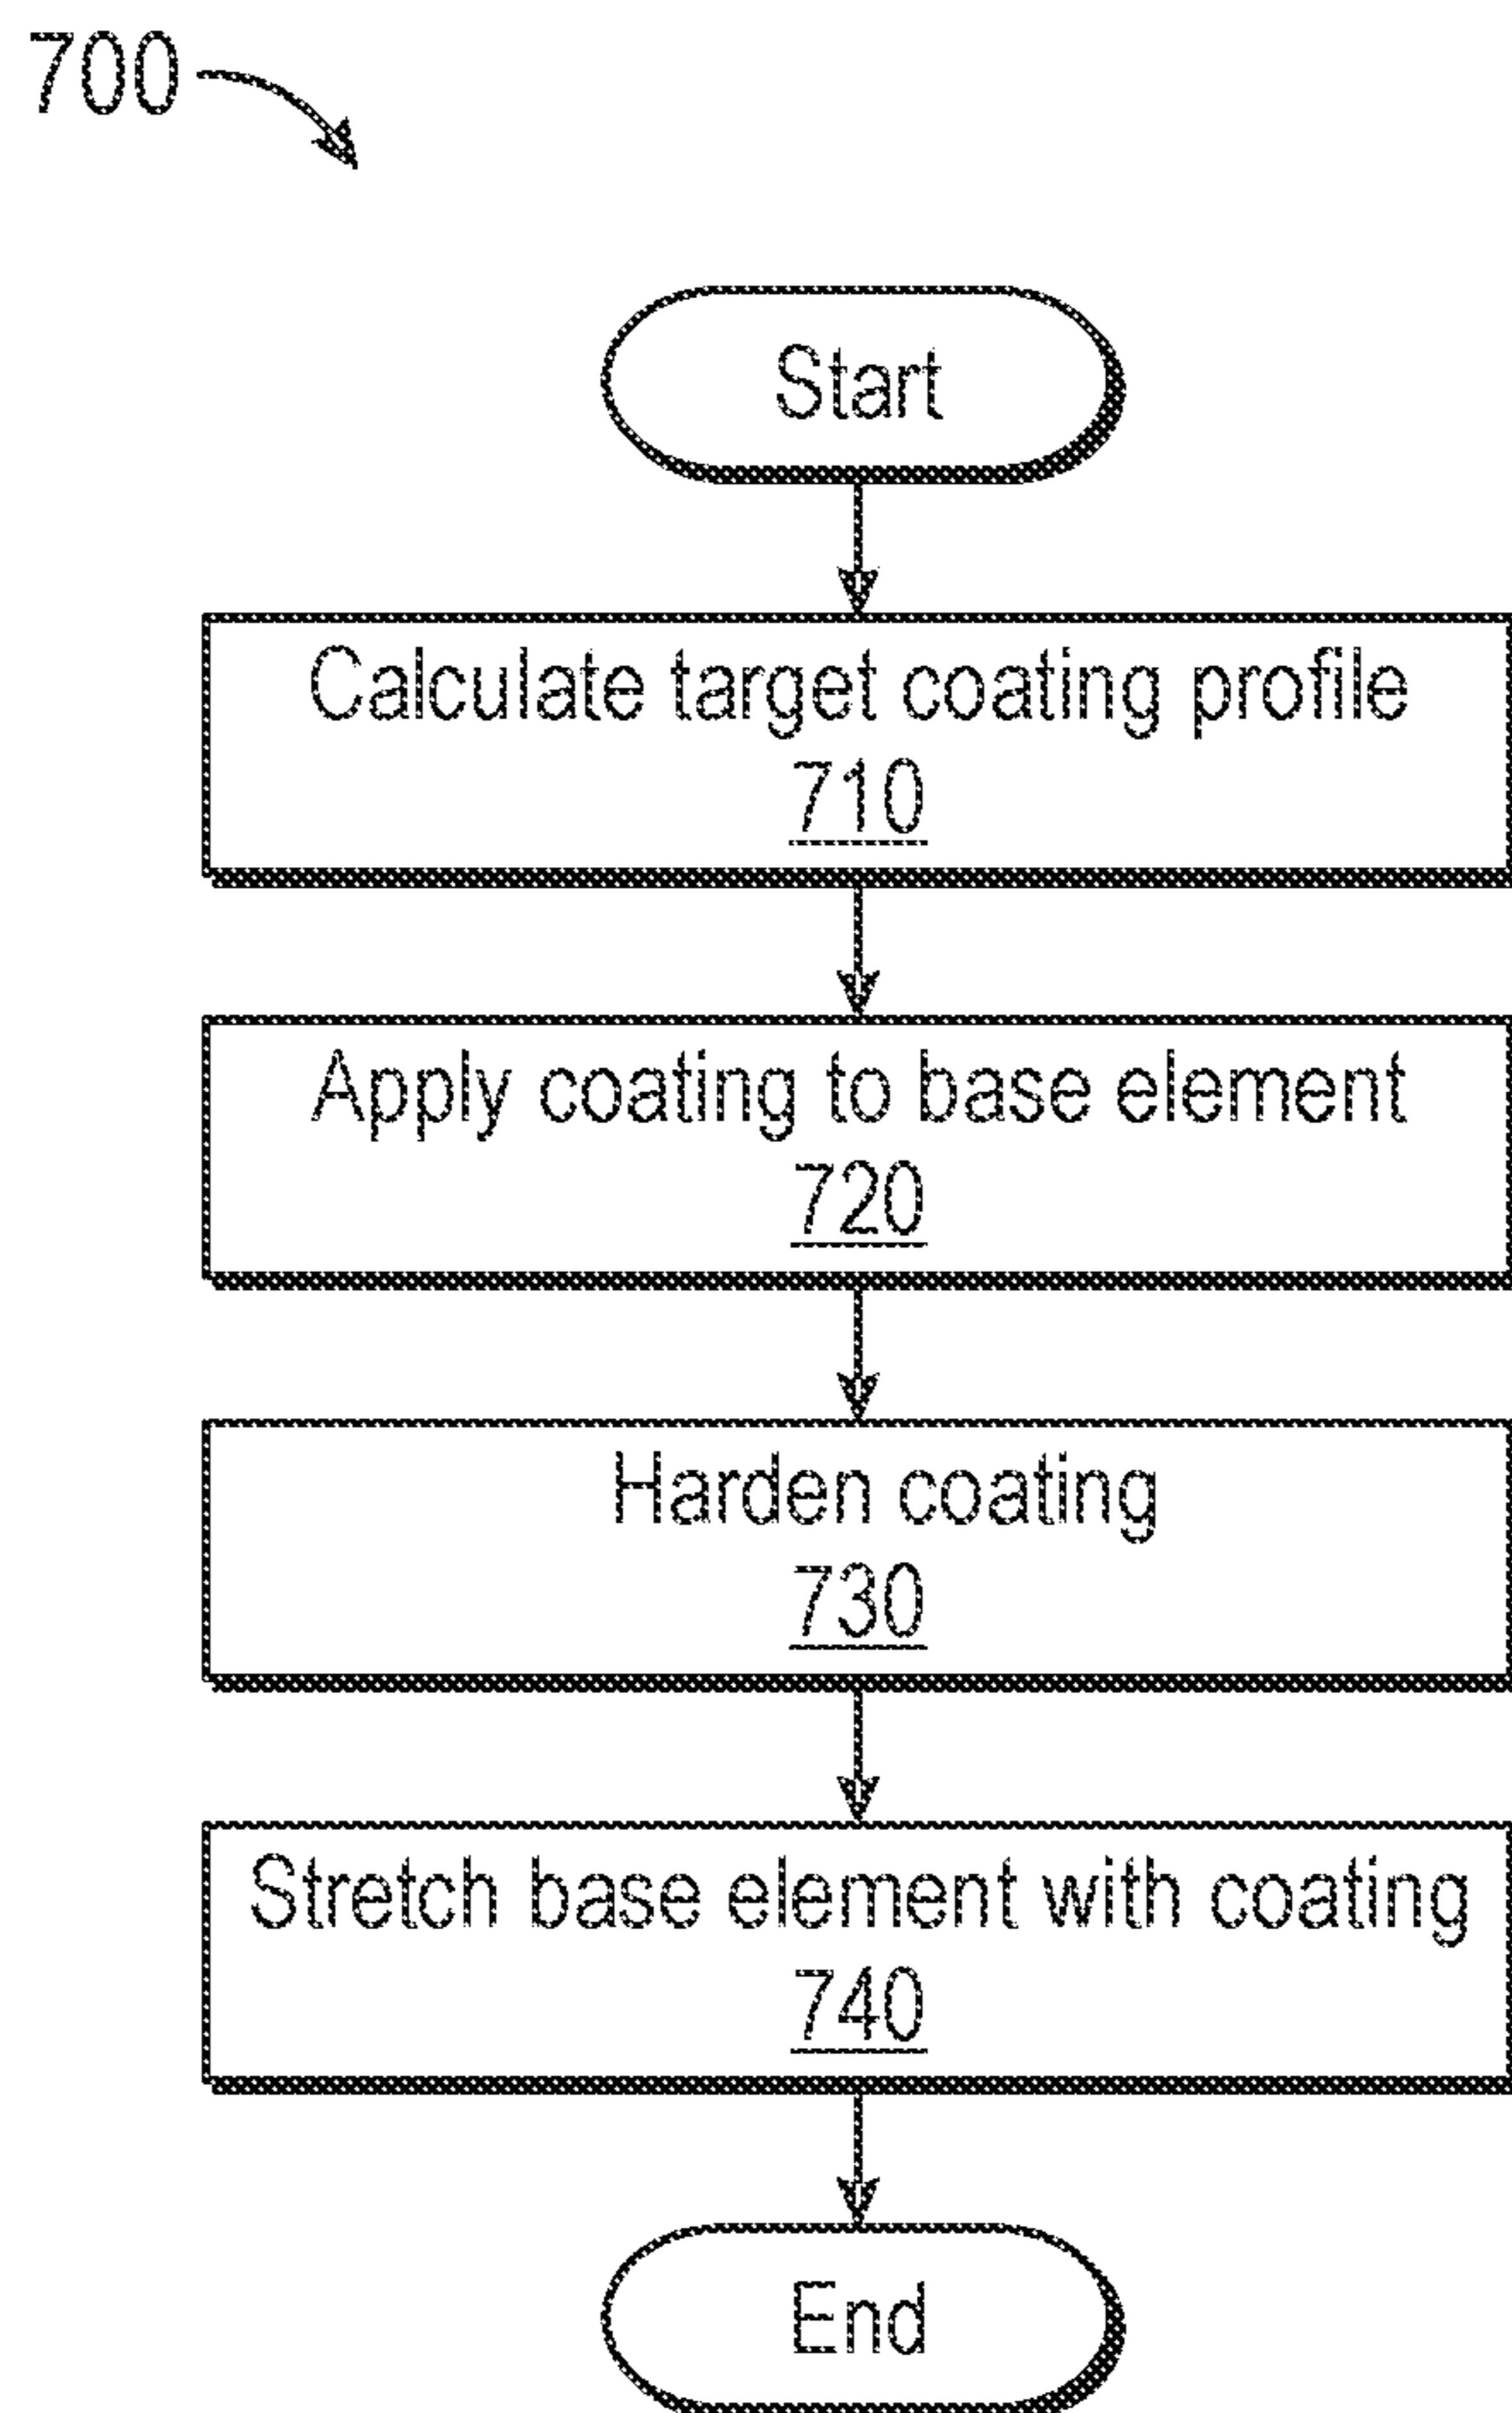 700
Start
Calculate target coating profile
710
Apply coating to base element
720
Harden coating
730
Stretch base element with coating
740
End